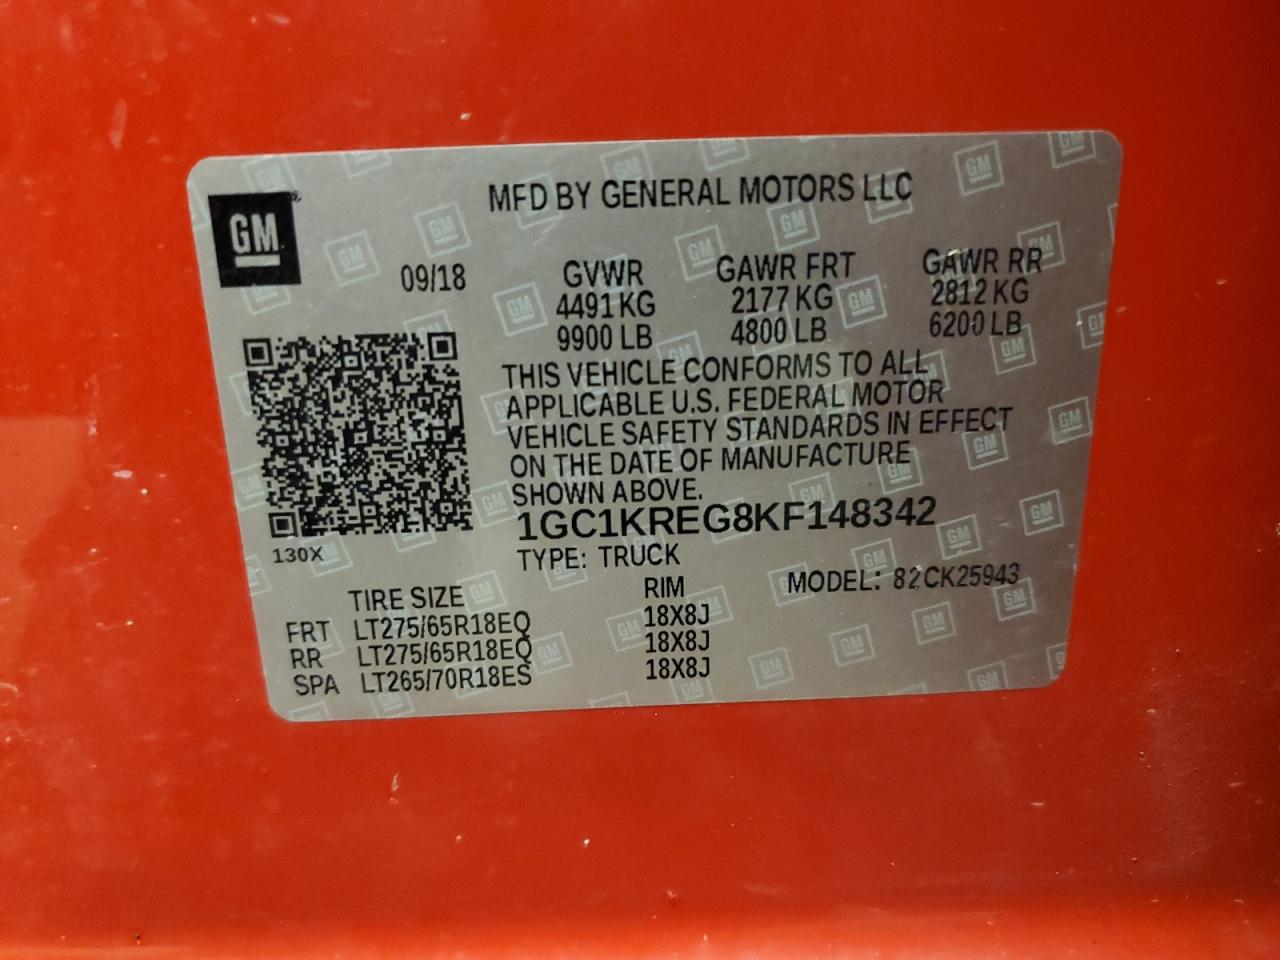 GM
MFD BY GENERAL MOTORS LLC
09/18 GVWR GAWR FRT GAWR RR
4491 KG 2177 KG 2812 KG
9900 LB 4800 LB 6200 LB
THIS VEHICLE CONFORMS TO ALL
APPLICABLE U.S. FEDERAL MOTOR
VEHICLE SAFETY STANDARDS IN EFFECT
ON THE DATE OF MANUFACTURE
SHOWN ABOVE.
1GC1KREG8KF148342
130X
TYPE: TRUCK
MODEL: 82CK25943
TIRE SIZE RIM
FRT LT275/65R18EQ 18X8J
RR LT275/65R18EQ 18X8J
SPA LT265/70R18ES 18X8J